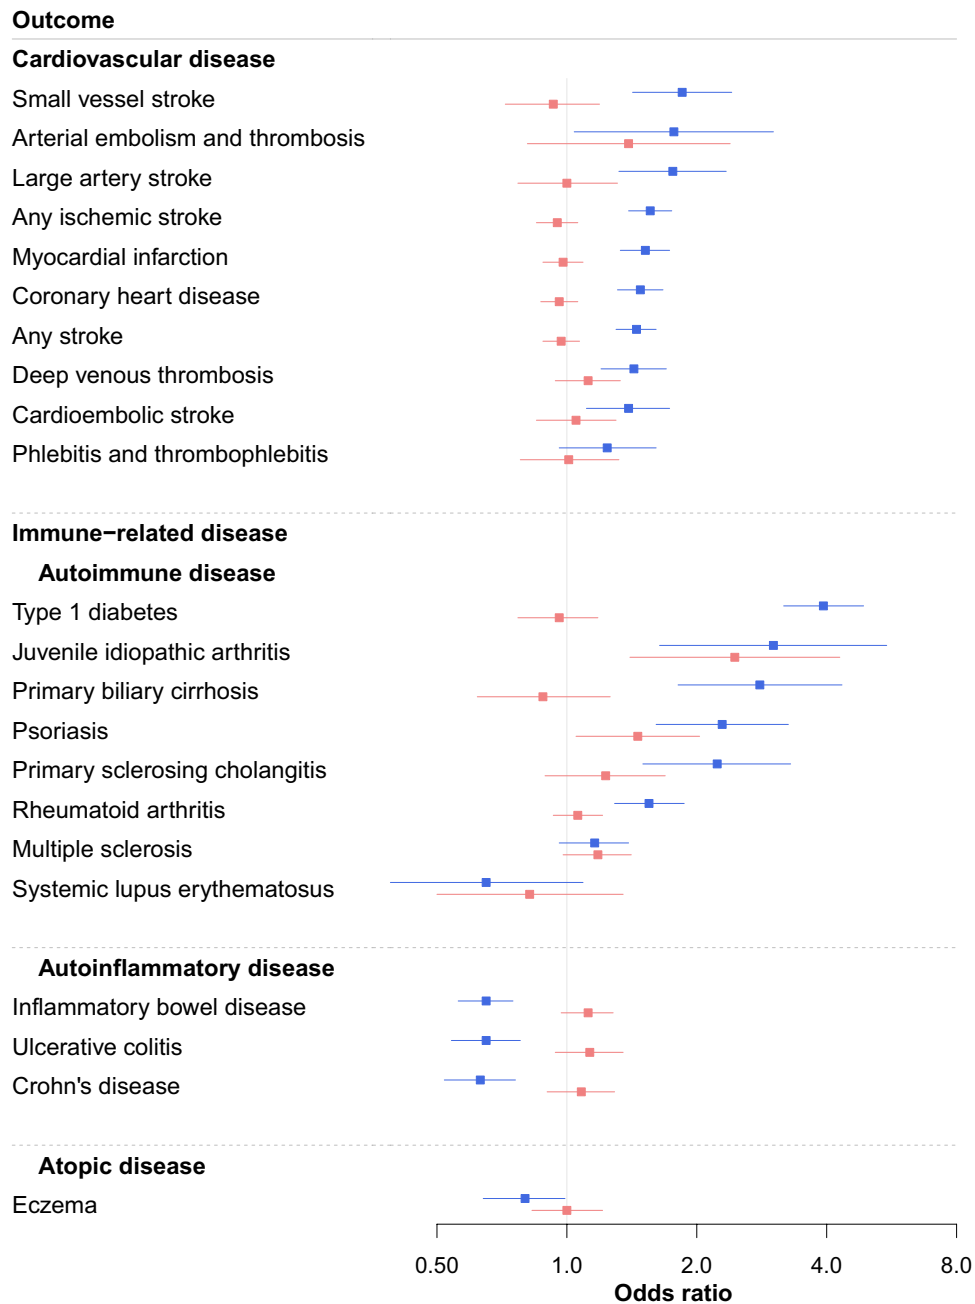 Outcome
Cardiovascular disease
Small vessel stroke
Arterial embolism and thrombosis
Large artery stroke
Any ischemic stroke
Myocardial infarction
Coronary heart disease
Any stroke
Deep venous thrombosis
Cardioembolic stroke
Phlebitis and thrombophlebitis
Immune−related disease
Autoimmune disease
Type 1 diabetes
Juvenile idiopathic arthritis
Primary biliary cirrhosis
Psoriasis
Primary sclerosing cholangitis
Rheumatoid arthritis
Multiple sclerosis
Systemic lupus erythematosus
Autoinflammatory disease
Inflammatory bowel disease
Ulcerative colitis
Crohn's disease
Atopic disease
Eczema
0.50 1.0 2.0 4.0 8.0
Odds ratio